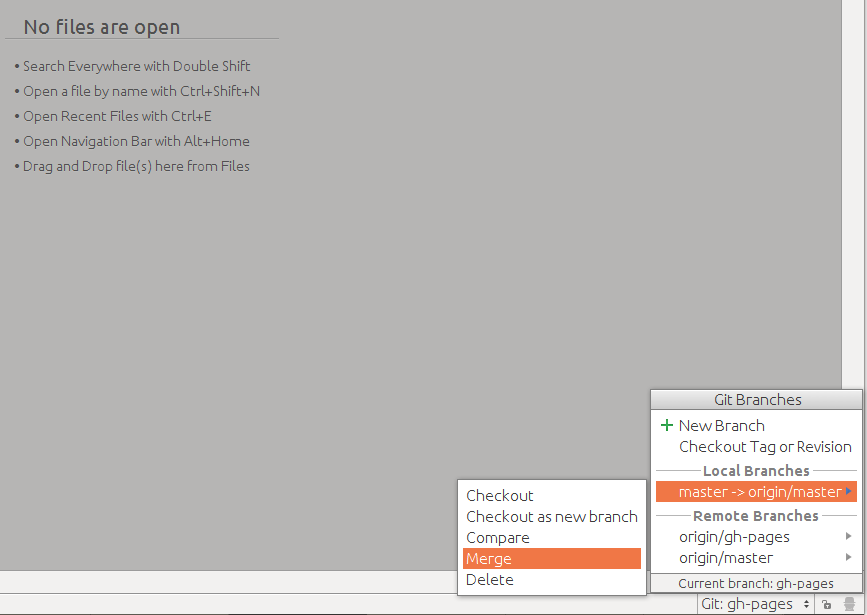 No files are open
• Search Everywhere with Double Shift
• Open a file by name with Ctrl+Shift+N
• Open Recent Files with Ctrl+E
• Open Navigation Bar with Alt+Home
• Drag and Drop file(s) here from Files
Git Branches
New Branch
Checkout Tag or Revision
Local Branches
master -> origin/master
Remote Branches
origin/gh-pages
origin/master
Current branch: gh-pages
Checkout
Checkout as new branch
Compare
Merge
Delete
Git: gh-pages